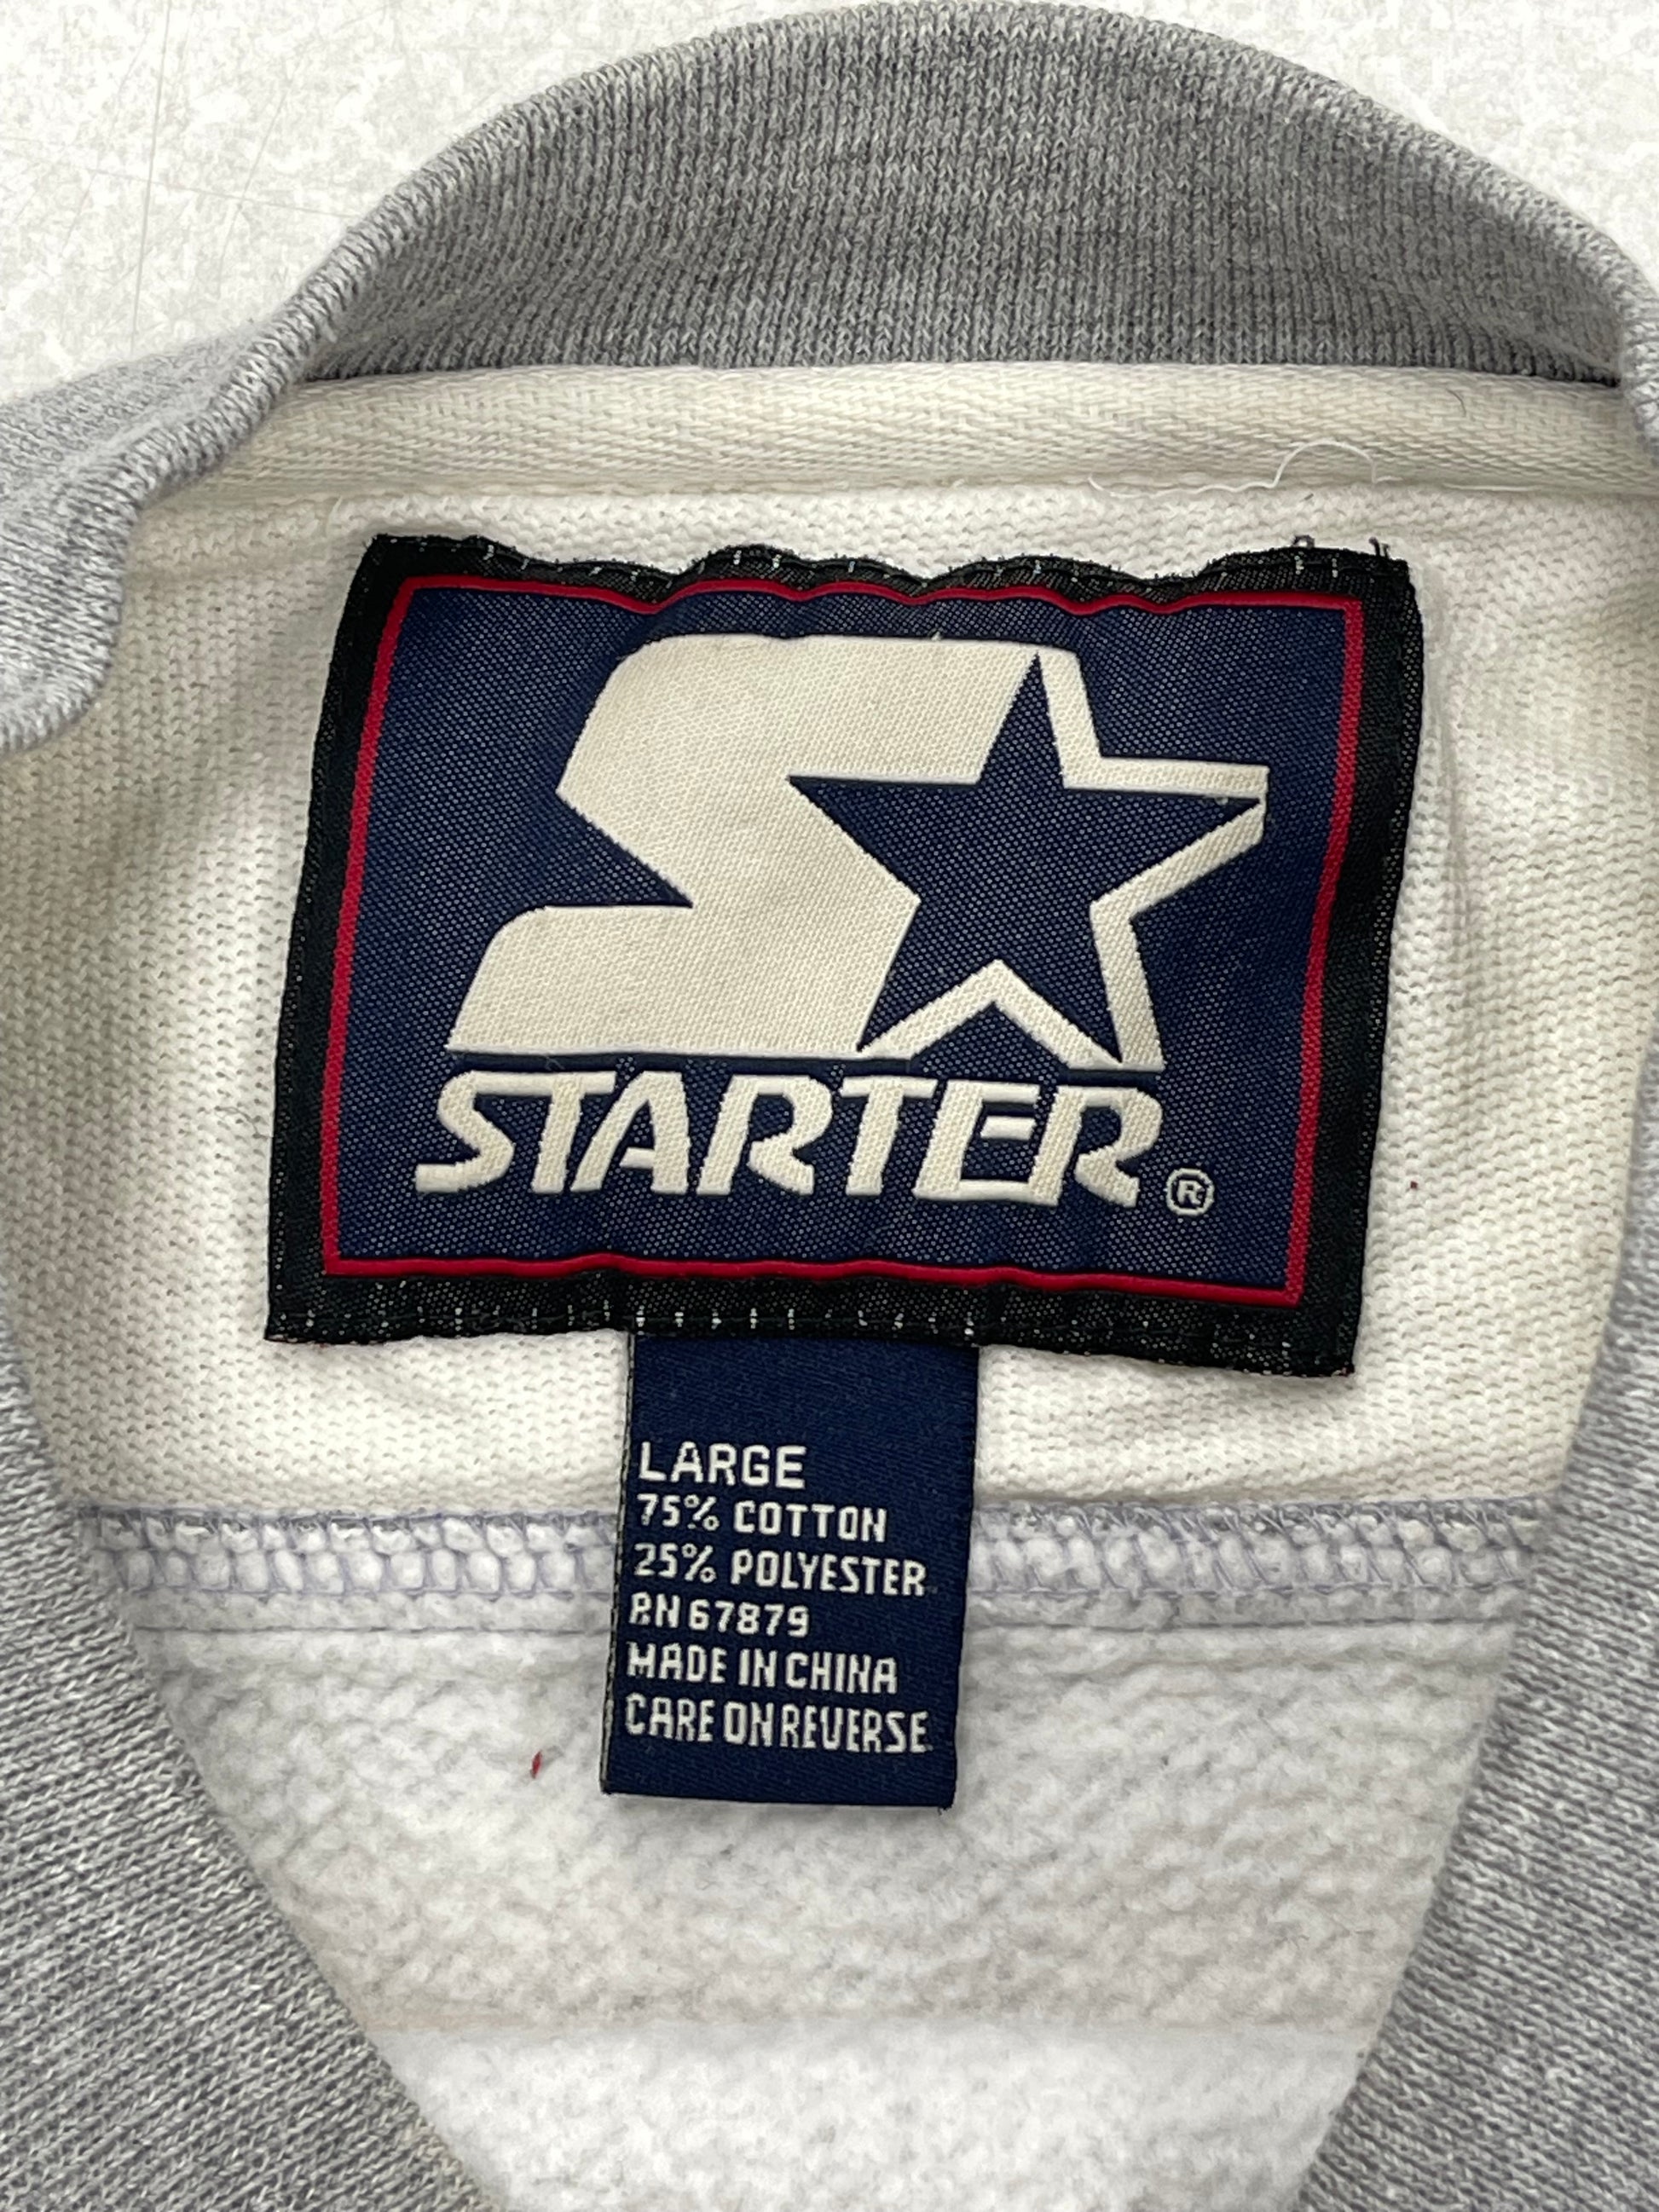 STARTER®
LARGE
75% COTTON
25% POLYESTER
RN 67879
MADE IN CHINA
CARE ON REVERSE